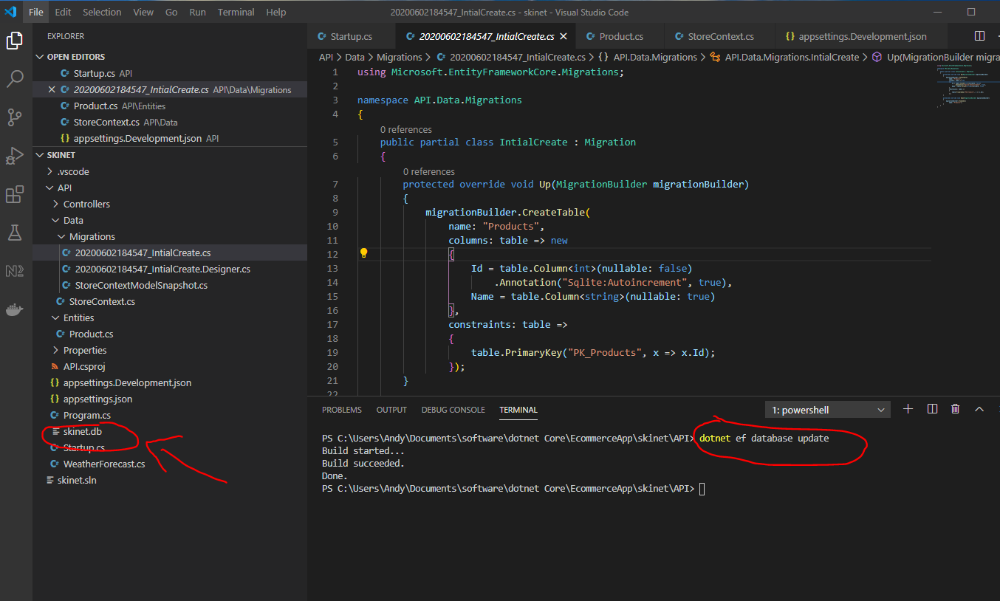 File Edit Selection View Go Run Terminal Help 20200602184547_IntialCreate.cs - skinet - Visual Studio Code
EXPLORER
OPEN EDITORS
C# Startup.cs API
C# 20200602184547_IntialCreate.cs API\Data\Migrations
C# Product.cs API\Entities
C# StoreContext.cs API\Data
{} appsettings.Development.json API
SKINET
.vscode
API
Controllers
Data
Migrations
C# 20200602184547_IntialCreate.cs
C# 20200602184547_IntialCreate.Designer.cs
C# StoreContextModelSnapshot.cs
C# StoreContext.cs
Entities
C# Product.cs
Properties
API.csproj
{} appsettings.Development.json
{} appsettings.json
C# Program.cs
skinet.db
C# Startup.cs
C# WeatherForecast.cs
skinet.sln
C# Startup.cs C# 20200602184547_IntialCreate.cs C# Product.cs C# StoreContext.cs {} appsettings.Development.json
API > Data > Migrations > C# 20200602184547_IntialCreate.cs > {} API.Data.Migrations > API.Data.Migrations.IntialCreate > Up(MigrationBuilder migra
1 using Microsoft.EntityFrameworkCore.Migrations;
2
3 namespace API.Data.Migrations
4 {
0 references
5 public partial class IntialCreate : Migration
6 {
0 references
7 protected override void Up(MigrationBuilder migrationBuilder)
8 {
9 migrationBuilder.CreateTable(
10 name: "Products",
11 columns: table => new
12 {
13 Id = table.Column<int>(nullable: false)
14 .Annotation("Sqlite:Autoincrement", true),
15 Name = table.Column<string>(nullable: true)
16 },
17 constraints: table =>
18 {
19 table.PrimaryKey("PK_Products", x => x.Id);
20 });
21 }
22
PROBLEMS OUTPUT DEBUG CONSOLE TERMINAL 1: powershell
PS C:\Users\Andy\Documents\software\dotnet Core\EcommerceApp\skinet\API> dotnet ef database update
Build started...
Build succeeded.
Done.
PS C:\Users\Andy\Documents\software\dotnet Core\EcommerceApp\skinet\API>